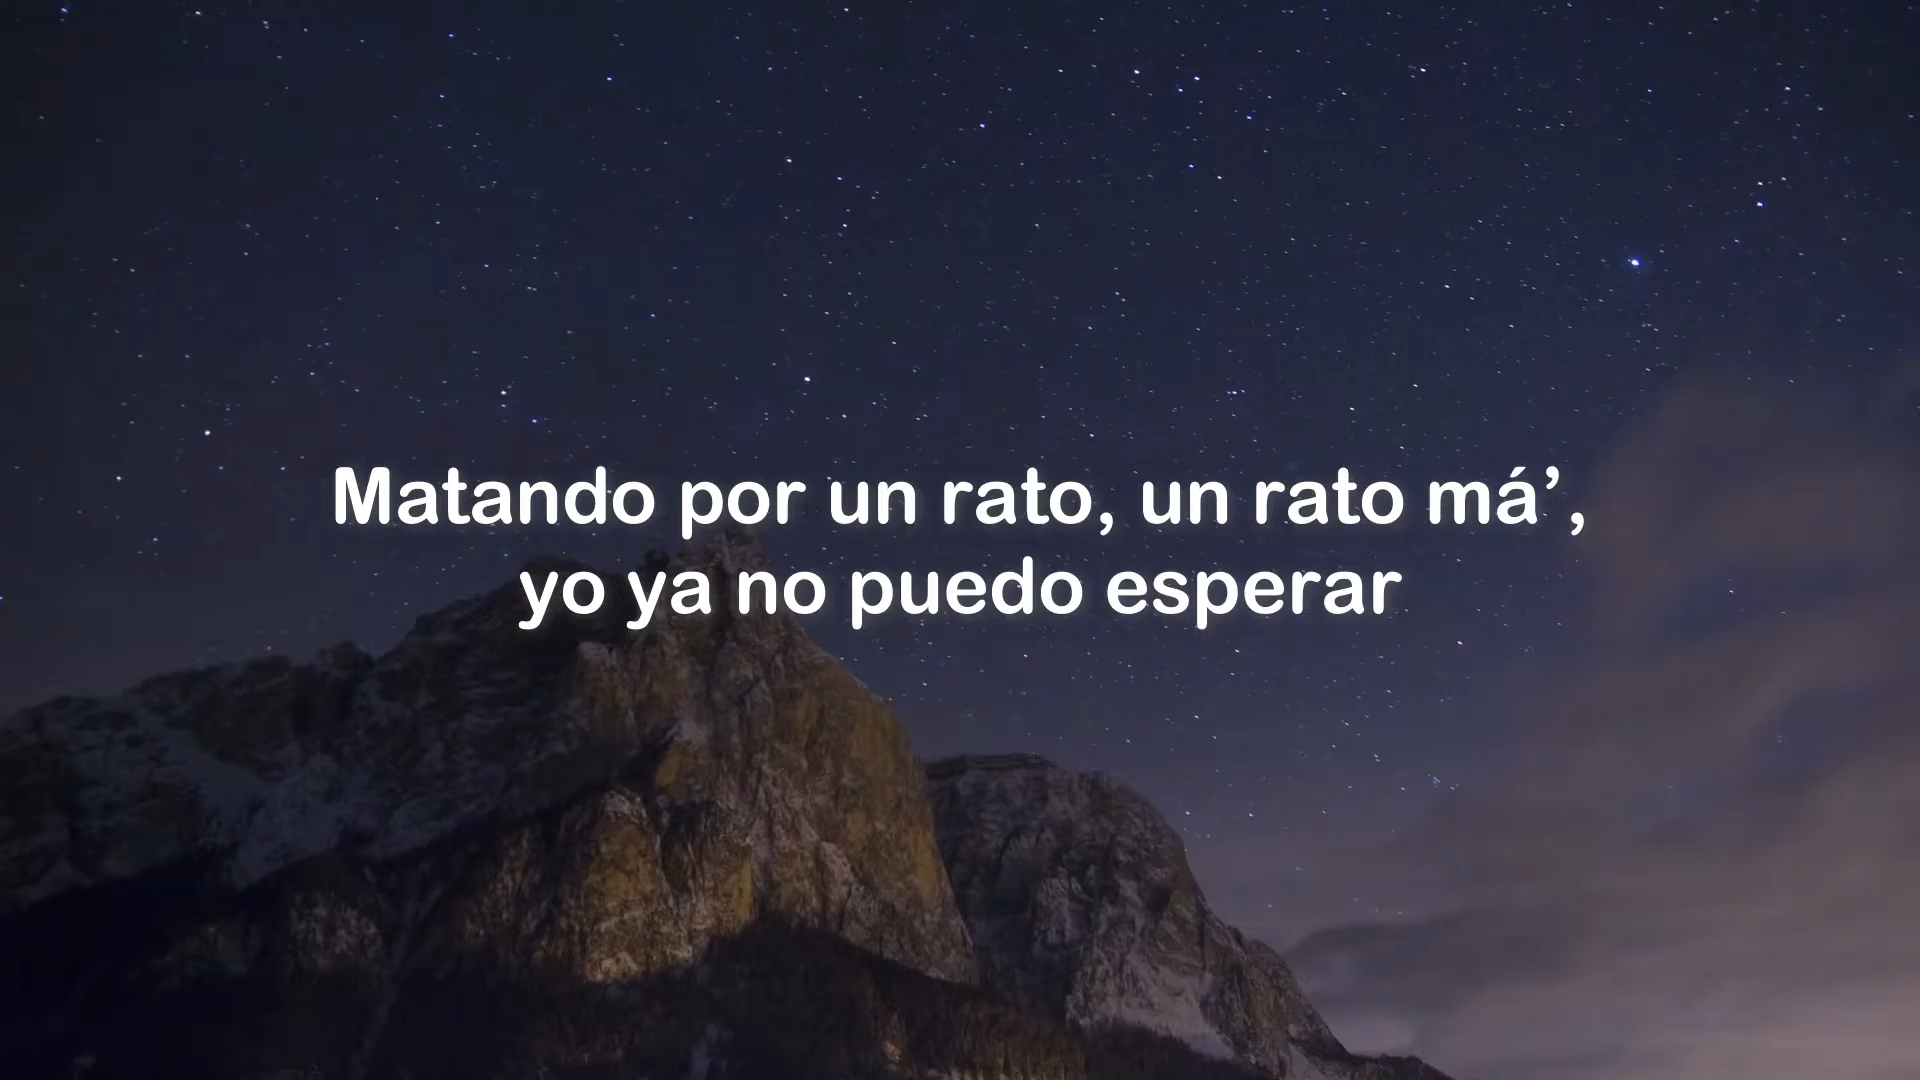 Matando por un rato, un rato má’,
yo ya no puedo esperar